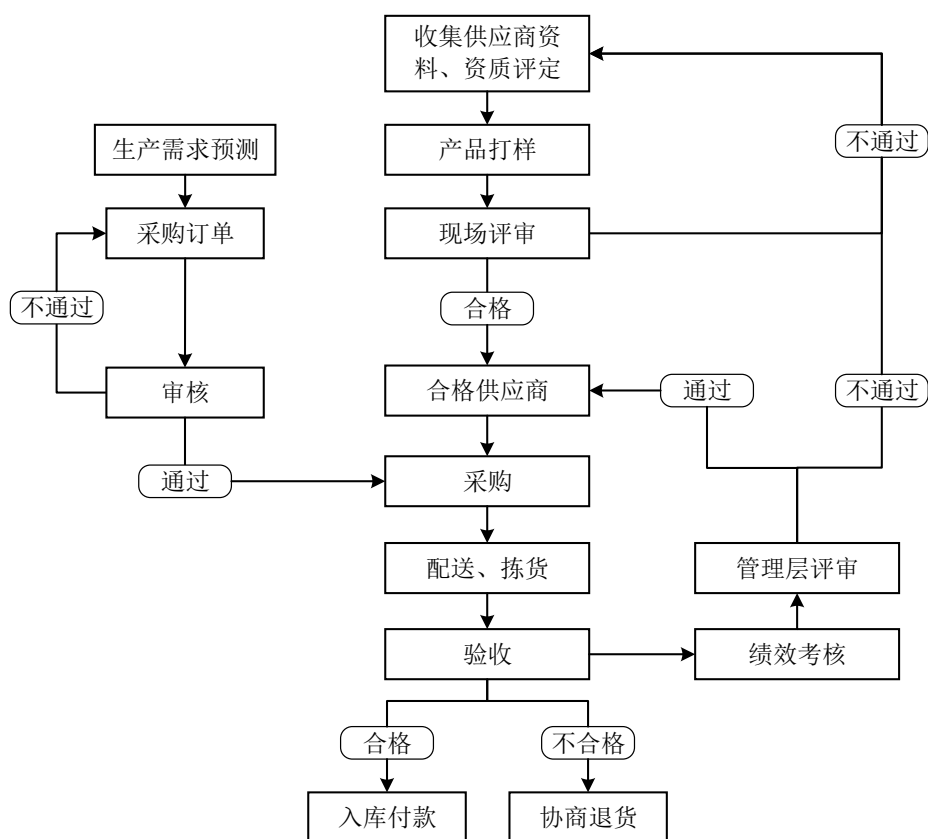 收集供应商资
料、资质评定
不通过
生产需求预测
产品打样
采购订单
现场评审
不通过
合格
审核
合格供应商
通过
不通过
通过
采购
配送、拣货
管理层评审
验收
绩效考核
合格
不合格
入库付款
协商退货